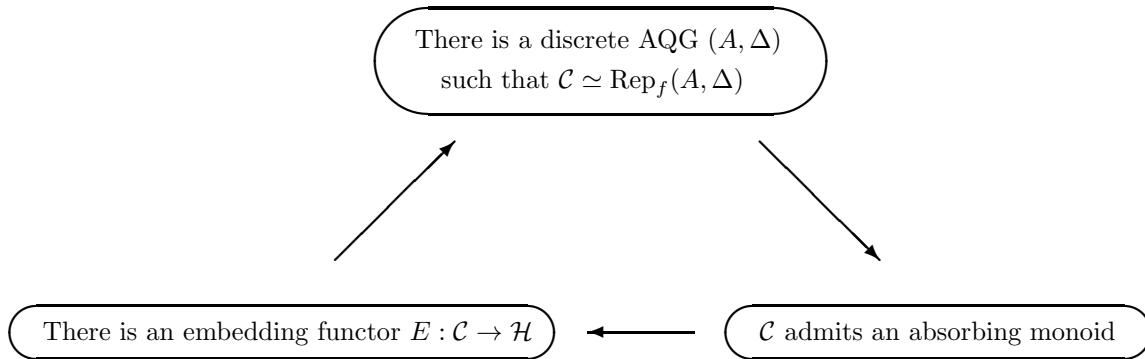 There is a discrete AQG (A, Δ)
such that 𝒞 ≃ Rep_f(A, Δ)
There is an embedding functor E : 𝒞 → ℋ
𝒞 admits an absorbing monoid